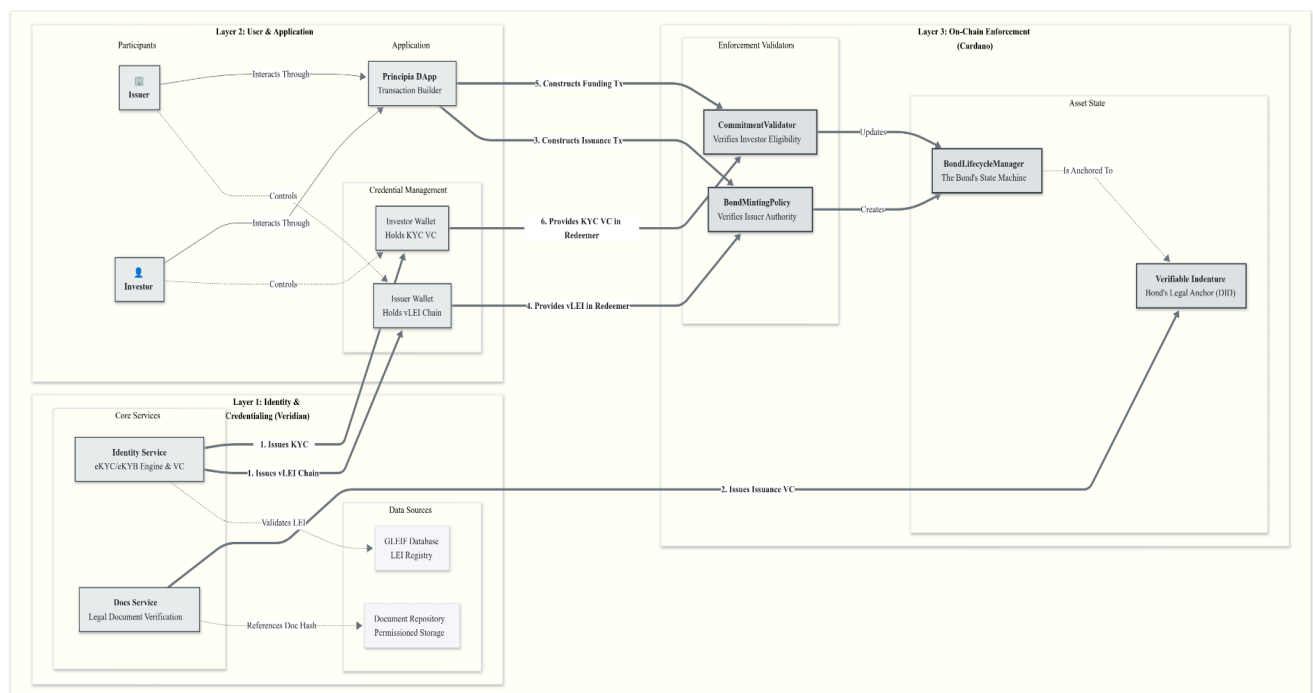 Layer 2: User & Application
Participants
Application
Issuer
Interacts Through
Principia DApp
Transaction Builder
Controls
Interacts Through
Investor
Controls
Credential Management
Investor Wallet
Holds KYC VC
Issuer Wallet
Holds vLEI Chain
5. Constructs Funding Tx
3. Constructs Issuance Tx
6. Provides KYC VC in
Redeemer
4. Provides vLEI in Redeemer
Layer 3: On-Chain Enforcement
(Cardano)
Enforcement Validators
CommitmentValidator
Verifies Investor Eligibility
BondMintingPolicy
Verifies Issuer Authority
Updates
Creates
Asset State
BondLifecycleManager
The Bond's State Machine
Is Anchored To
Verifiable Indenture
Bond's Legal Anchor (DID)
Layer 1: Identity &
Credentialing (Veridian)
Core Services
Identity Service
eKYC/eKYB Engine & VC
1. Issues KYC
1. Issues vLEI Chain
2. Issues Issuance VC
Validates LEI
Data Sources
GLEIF Database
LEI Registry
Docs Service
Legal Document Verification
References Doc Hash
Document Repository
Permissioned Storage